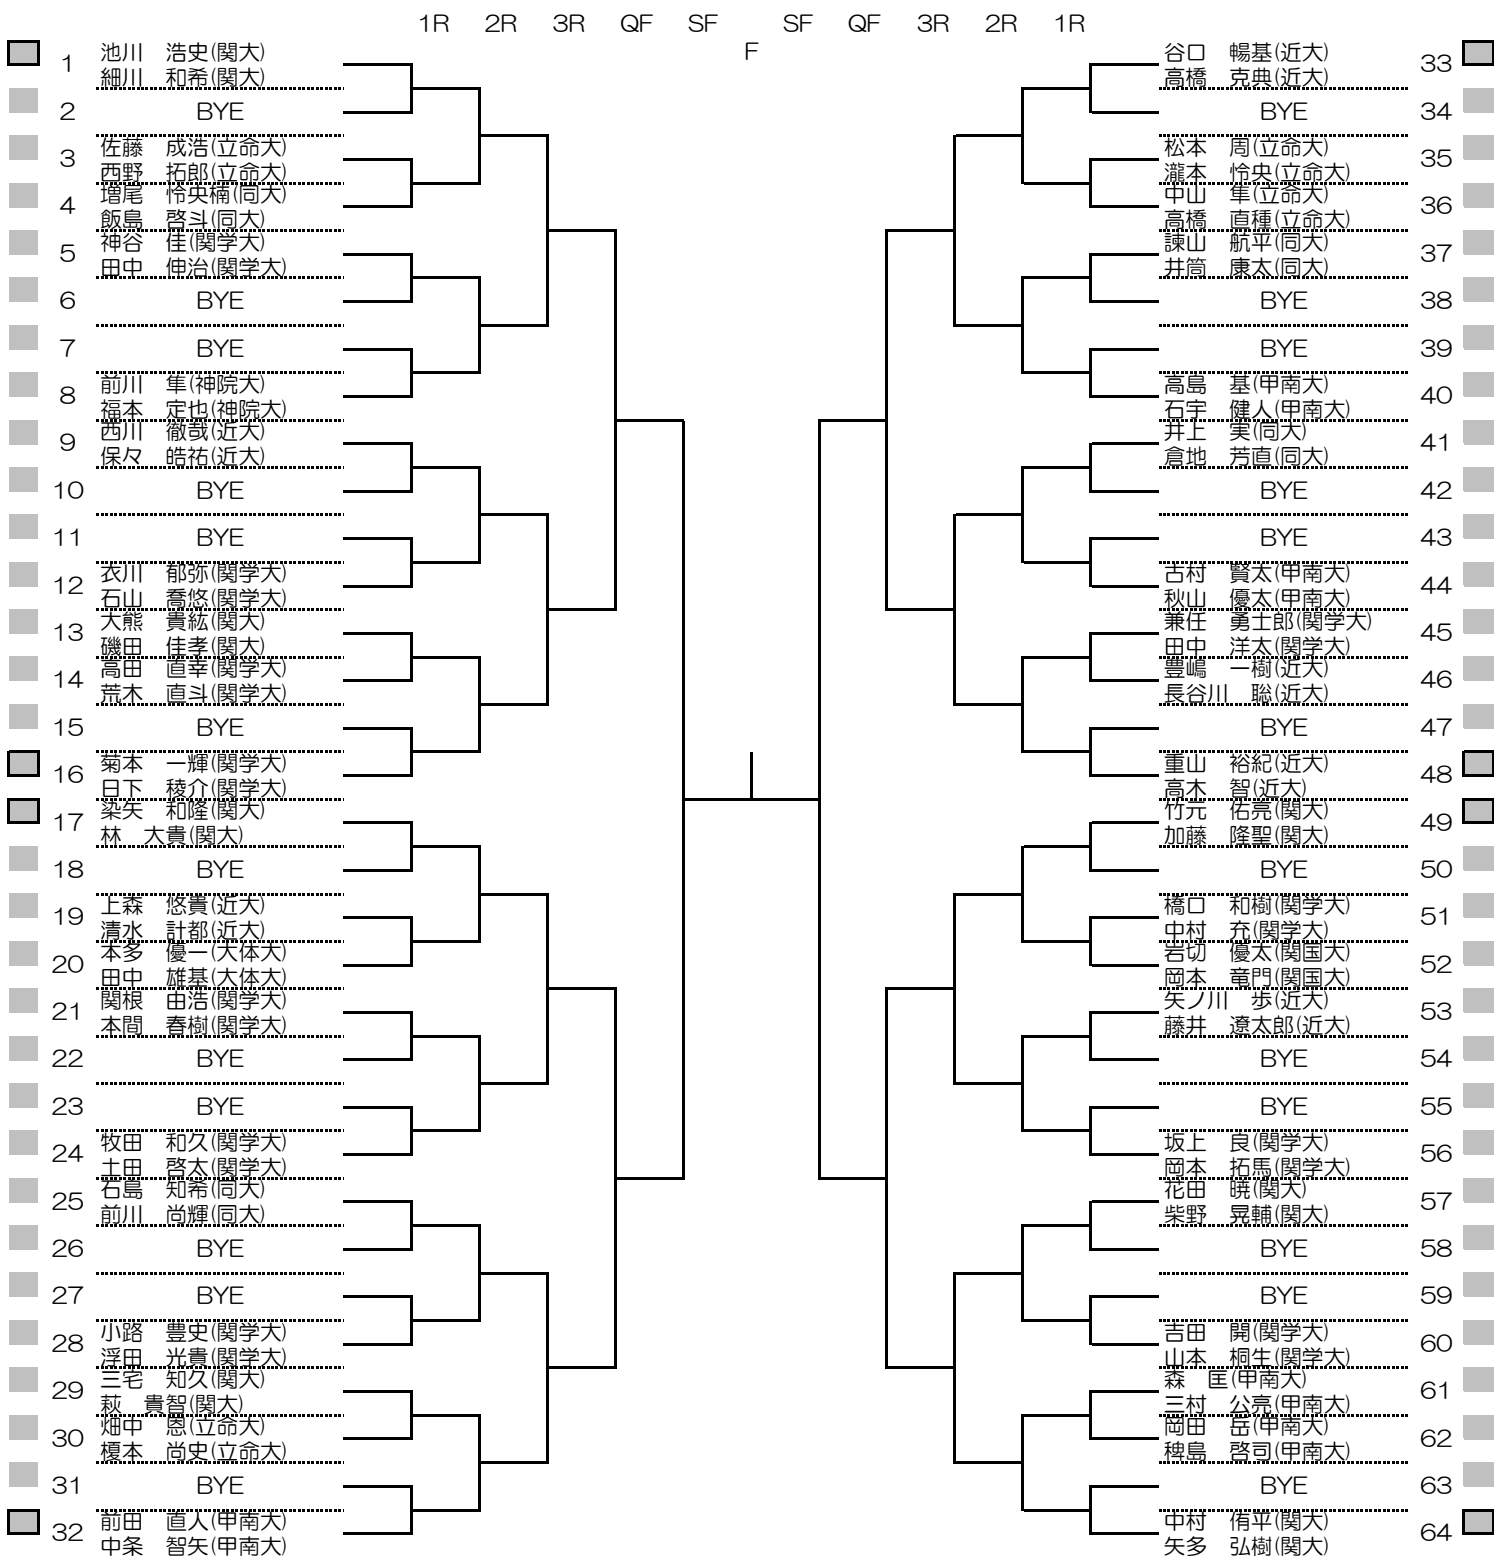 1R 2R 3R QF SF SF QF 3R 2R 1R
F
1 池川 浩史(関大)
細川 和希(関大)
2 BYE
3 佐藤 成浩(立命大)
西野 拓郎(立命大)
4 増尾 怜央楠(同大)
飯島 啓斗(同大)
5 神谷 佳(関学大)
田中 伸治(関学大)
6 BYE
7 BYE
8 前川 隼(神院大)
福本 定也(神院大)
9 西川 徹哉(近大)
保々 皓祐(近大)
10 BYE
11 BYE
12 衣川 郁弥(関学大)
石山 喬悠(関学大)
13 大熊 貴紘(関大)
磯田 佳孝(関大)
14 高田 直幸(関学大)
荒木 直斗(関学大)
15 BYE
16 菊本 一輝(関学大)
日下 稜介(関学大)
17 染矢 和隆(関大)
林 大貴(関大)
18 BYE
19 上森 悠貴(近大)
清水 計都(近大)
20 本多 優一(大体大)
田中 雄基(大体大)
21 関根 由浩(関学大)
本間 春樹(関学大)
22 BYE
23 BYE
24 牧田 和久(関学大)
土田 啓太(関学大)
25 石島 知希(同大)
前川 尚輝(同大)
26 BYE
27 BYE
28 小路 豊史(関学大)
浮田 光貴(関学大)
29 三宅 知久(関大)
萩 貴智(関大)
30 畑中 恩(立命大)
榎本 尚史(立命大)
31 BYE
32 前田 直人(甲南大)
中条 智矢(甲南大)
谷口 暢基(近大) 33
高橋 克典(近大)
BYE 34
松本 周(立命大) 35
瀧本 怜央(立命大)
中山 隼(立命大) 36
高橋 直種(立命大)
諫山 航平(同大) 37
井筒 康太(同大)
BYE 38
BYE 39
高島 基(甲南大) 40
石宇 健人(甲南大)
井上 実(同大) 41
倉地 芳直(同大)
BYE 42
BYE 43
古村 賢太(甲南大) 44
秋山 優太(甲南大)
兼任 勇士郎(関学大) 45
田中 洋太(関学大)
豊嶋 一樹(近大) 46
長谷川 聡(近大)
BYE 47
重山 裕紀(近大) 48
高木 智(近大)
竹元 佑亮(関大) 49
加藤 隆聖(関大)
BYE 50
橋口 和樹(関学大) 51
中村 充(関学大)
岩切 優太(関国大) 52
岡本 竜門(関国大)
矢ノ川 歩(近大) 53
藤井 遼太郎(近大)
BYE 54
BYE 55
坂上 良(関学大) 56
岡本 拓馬(関学大)
花田 暁(関大) 57
柴野 晃輔(関大)
BYE 58
BYE 59
吉田 開(関学大) 60
山本 桐生(関学大)
森 匡(甲南大) 61
三村 公亮(甲南大)
岡田 岳(甲南大) 62
稗島 啓司(甲南大)
BYE 63
中村 侑平(関大) 64
矢多 弘樹(関大)